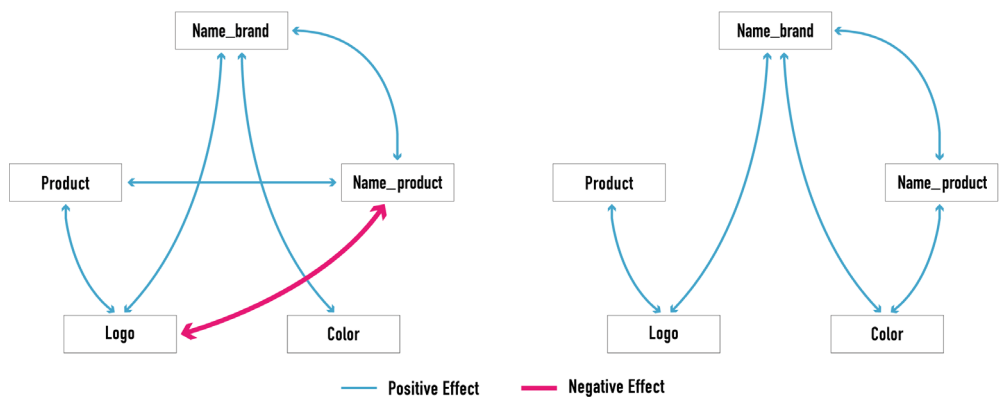 Name_brand
Name_brand
Product
Name_product
Product
Name_product
Logo
Color
Logo
Color
Positive Effect
Negative Effect